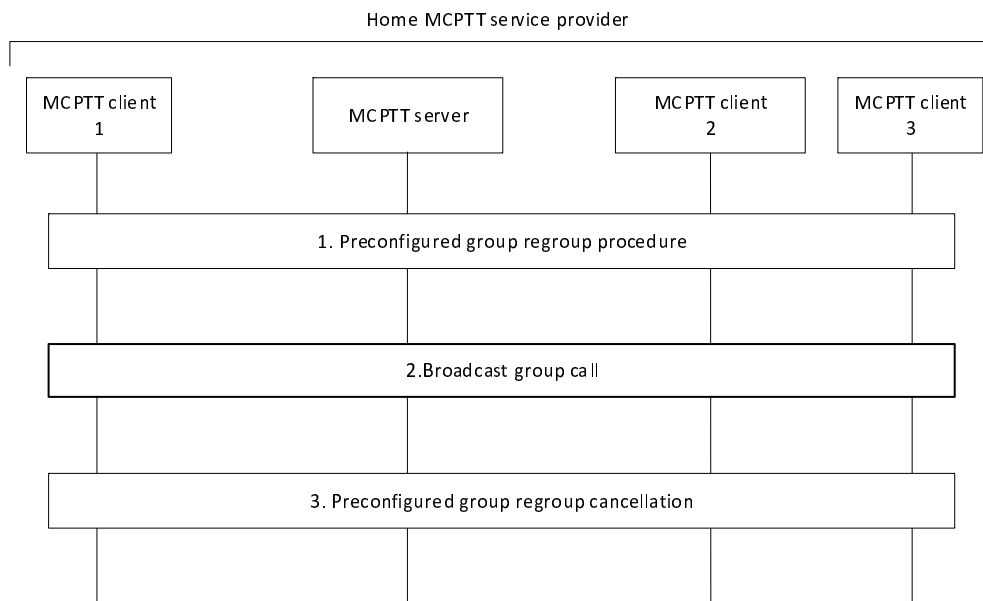 Home MCPTT service provider
MCPTT client
1
MCPTT server
MCPTT client
2
MCPTT client
3
1. Preconfigured group regroup procedure
2.Broadcast group call
3. Preconfigured group regroup cancellation